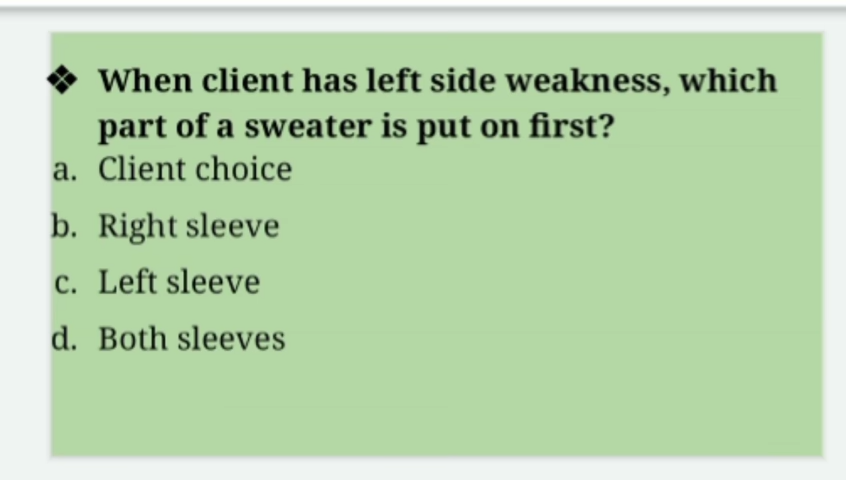 ❖ When client has left side weakness, which
part of a sweater is put on first?
a. Client choice
b. Right sleeve
c. Left sleeve
d. Both sleeves